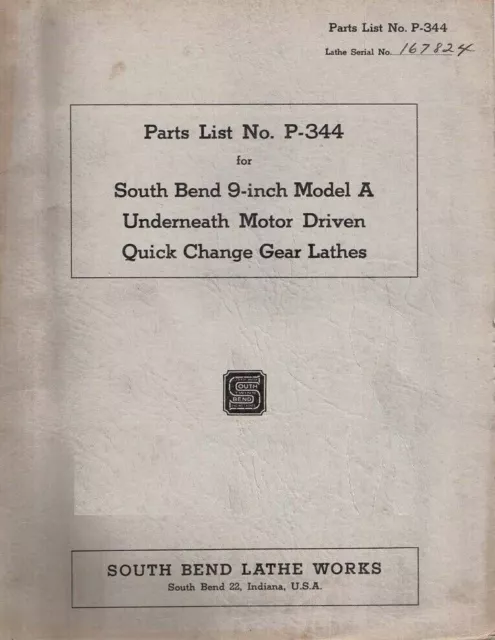 Parts List No. P-344
Lathe Serial No. 167824
Parts List No. P-344
for
South Bend 9-inch Model A
Underneath Motor Driven
Quick Change Gear Lathes
SOUTH
BEND
SOUTH BEND LATHE WORKS
South Bend 22, Indiana, U.S.A.